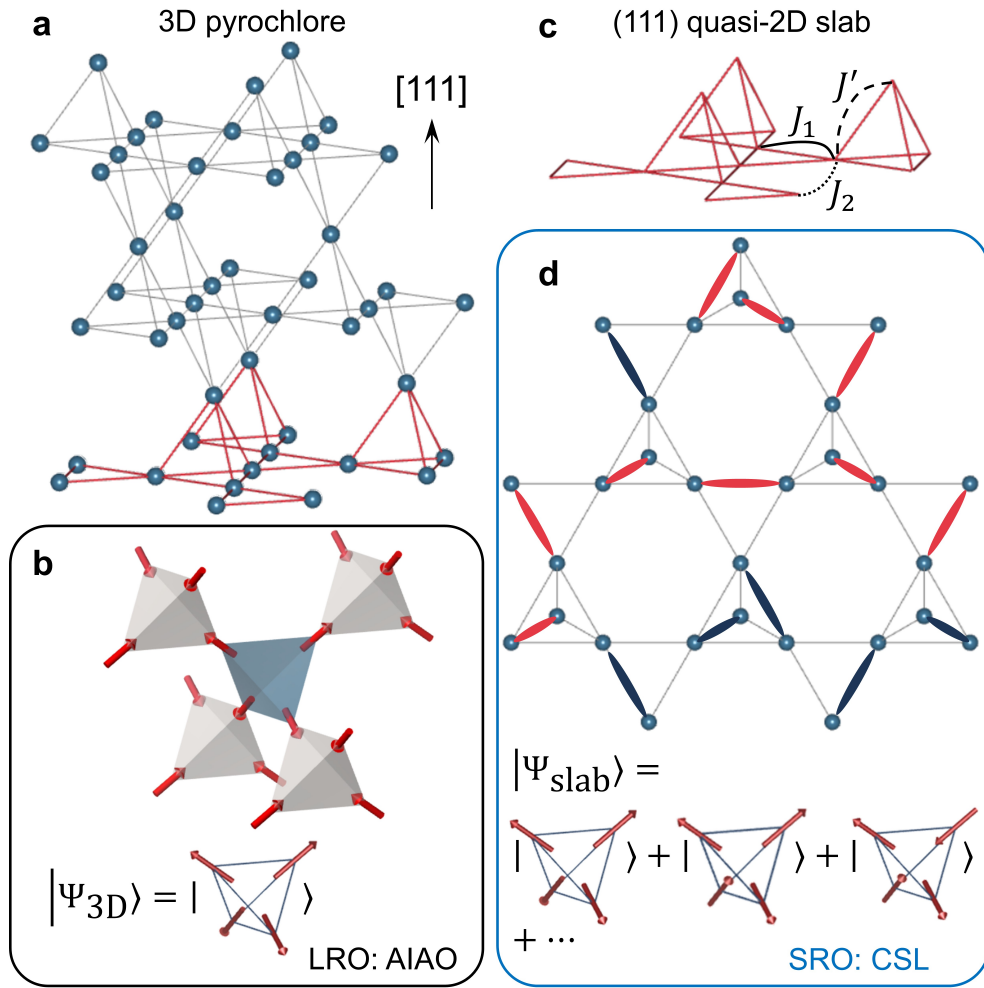 a
3D pyrochlore
[111]
b
|Ψ3D⟩ = | ⟩
LRO: AIAO
c
(111) quasi-2D slab
J1
J′
J2
d
|Ψslab⟩ =
| ⟩ + | ⟩ + | ⟩
+ ⋯
SRO: CSL